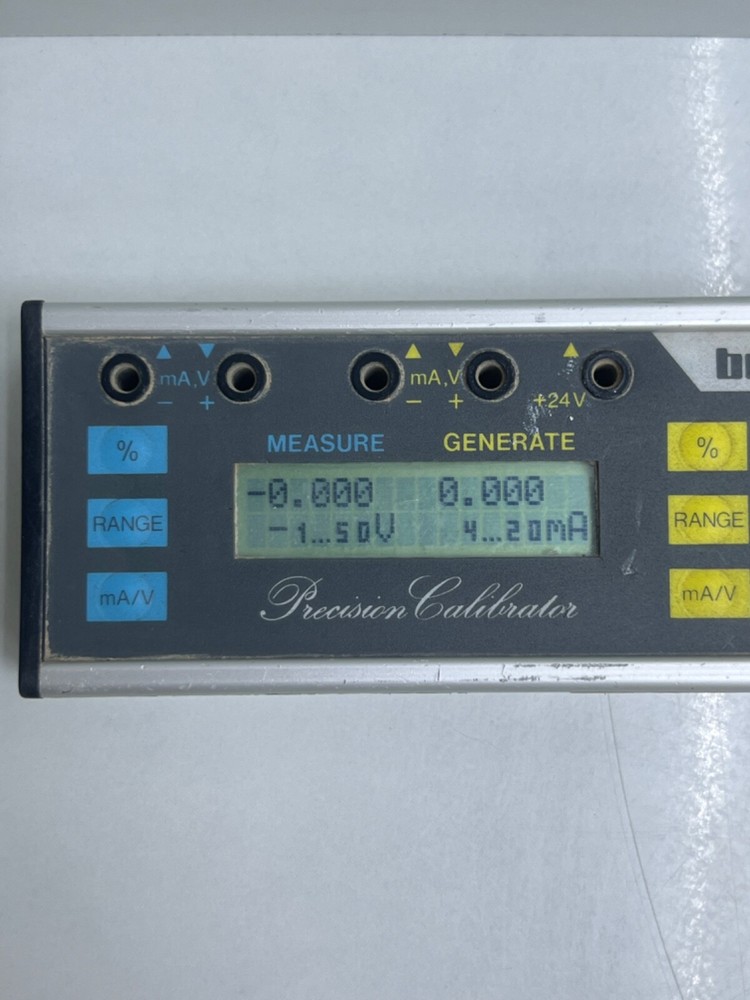 mA,V mA,V
− + − + +24V
MEASURE GENERATE
% %
-0.000 0.000
RANGE RANGE
-1...50V 4...20mA
mA/V mA/V
Precision Calibrator